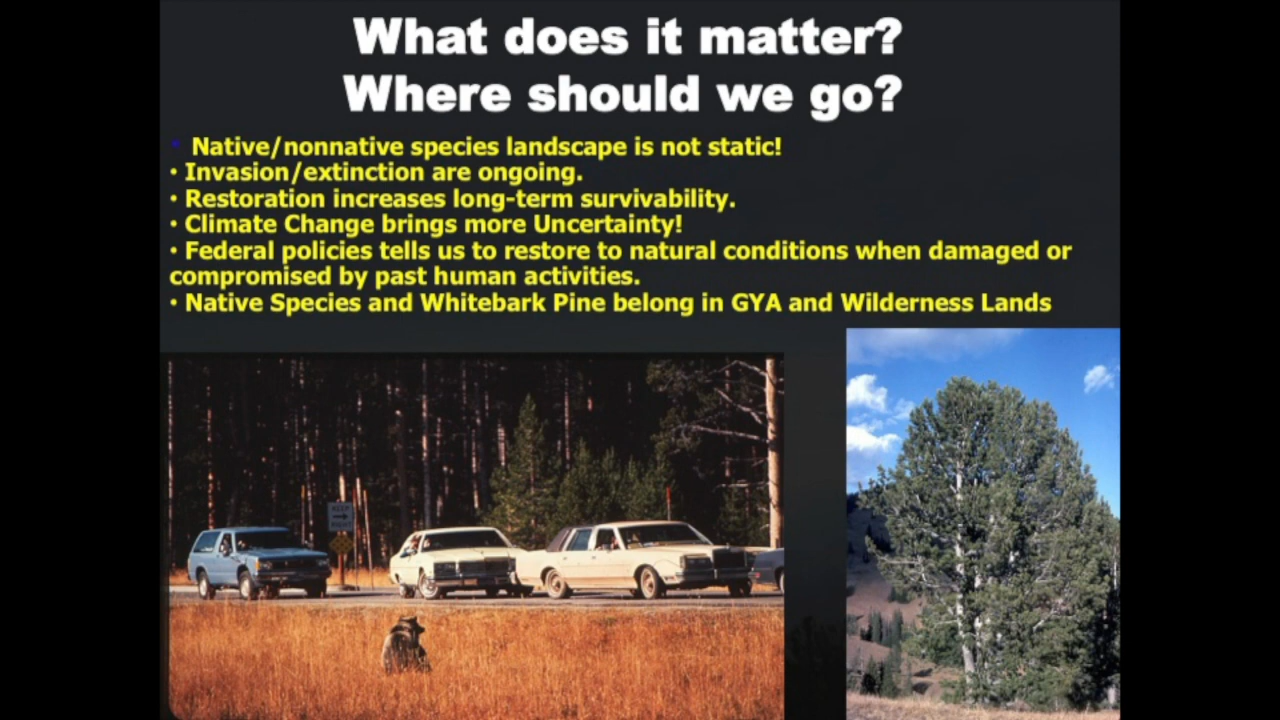 What does it matter?
Where should we go?
• Native/nonnative species landscape is not static!
• Invasion/extinction are ongoing.
• Restoration increases long-term survivability.
• Climate Change brings more Uncertainty!
• Federal policies tells us to restore to natural conditions when damaged or
compromised by past human activities.
• Native Species and Whitebark Pine belong in GYA and Wilderness Lands
KEEP
RIGHT